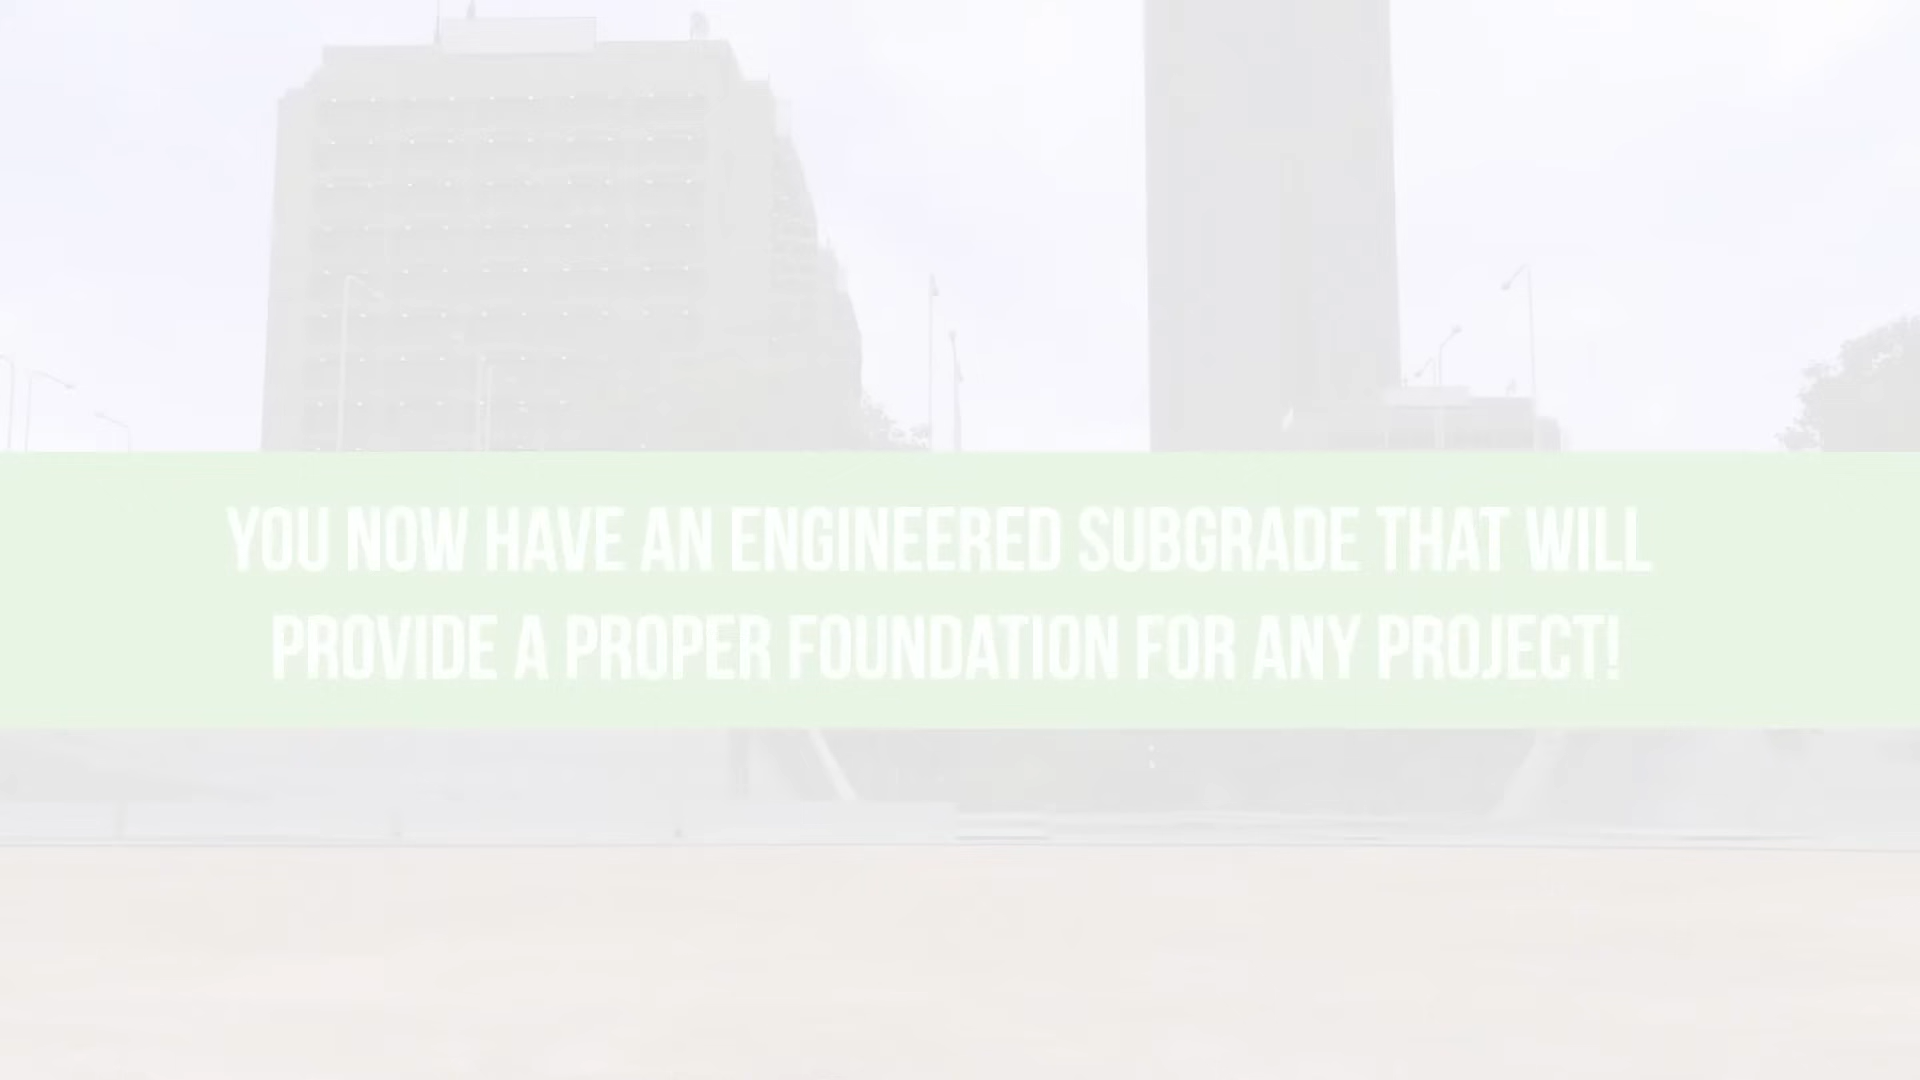 YOU NOW HAVE AN ENGINEERED SUBGRADE THAT WILL
PROVIDE A PROPER FOUNDATION FOR ANY PROJECT!